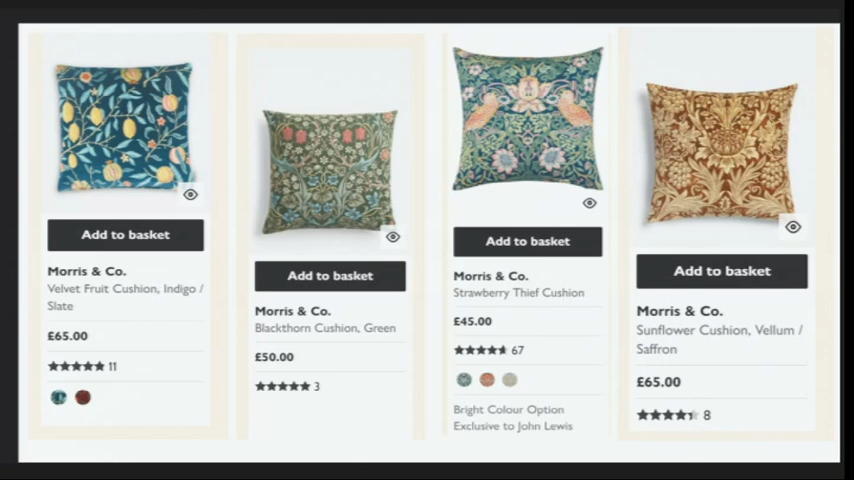 Add to basket
Morris & Co.
Velvet Fruit Cushion, Indigo /
Slate
£65.00
11
Add to basket
Morris & Co.
Blackthorn Cushion, Green
£50.00
3
Add to basket
Morris & Co.
Strawberry Thief Cushion
£45.00
67
Bright Colour Option
Exclusive to John Lewis
Add to basket
Morris & Co.
Sunflower Cushion, Vellum /
Saffron
£65.00
8